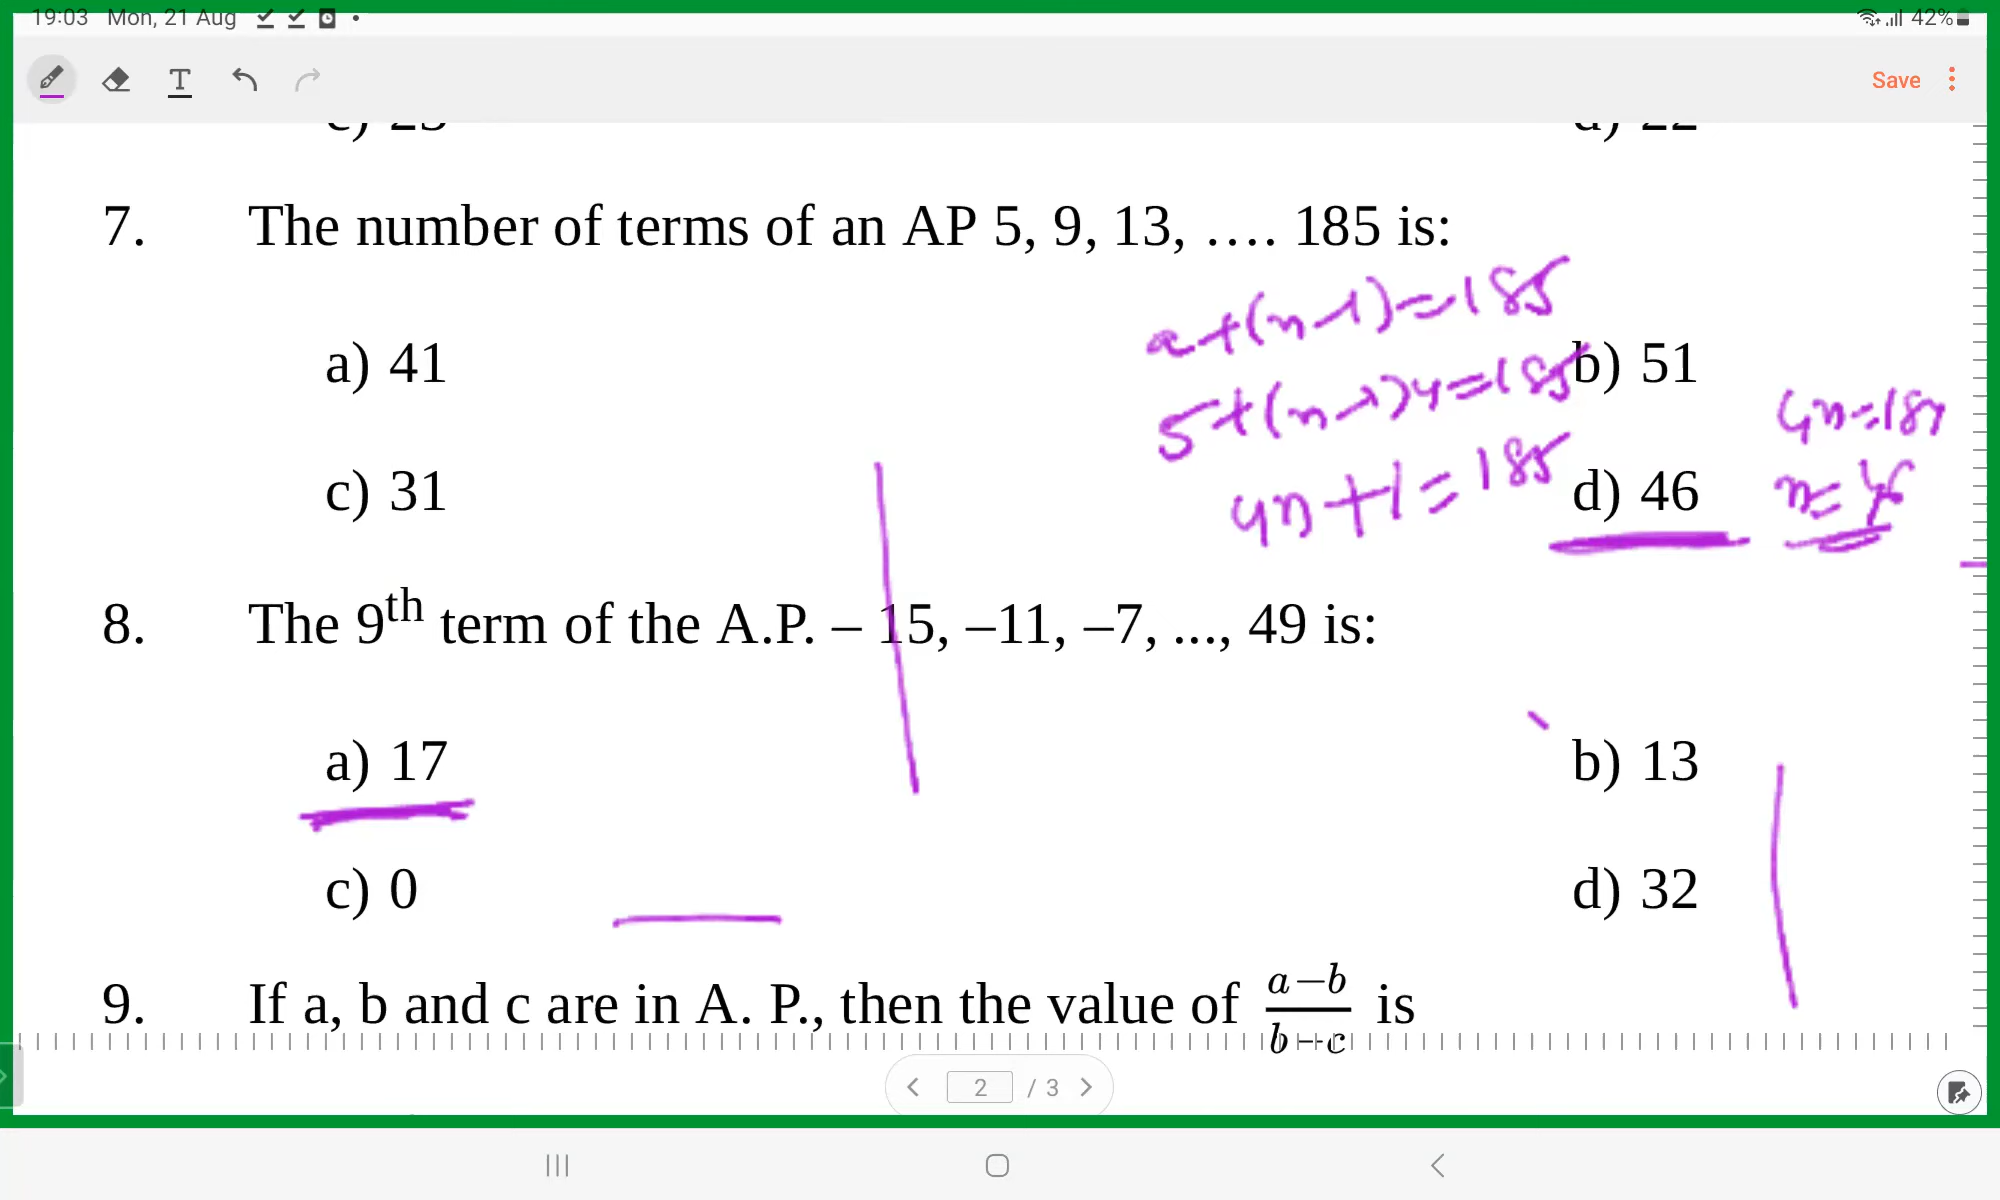 19:03 Mon, 21 Aug
42%
T
Save
7. The number of terms of an AP 5, 9, 13, …. 185 is:
a+(n-1)=185
a) 41
b) 51
5+(n-1)4=185
4n=184
c) 31
4n+1=185
d) 46
n=46
8. The 9th term of the A.P. – 15, –11, –7, ..., 49 is:
a) 17
b) 13
c) 0
d) 32
9. If a, b and c are in A. P., then the value of a−b / b−c is
2 / 3